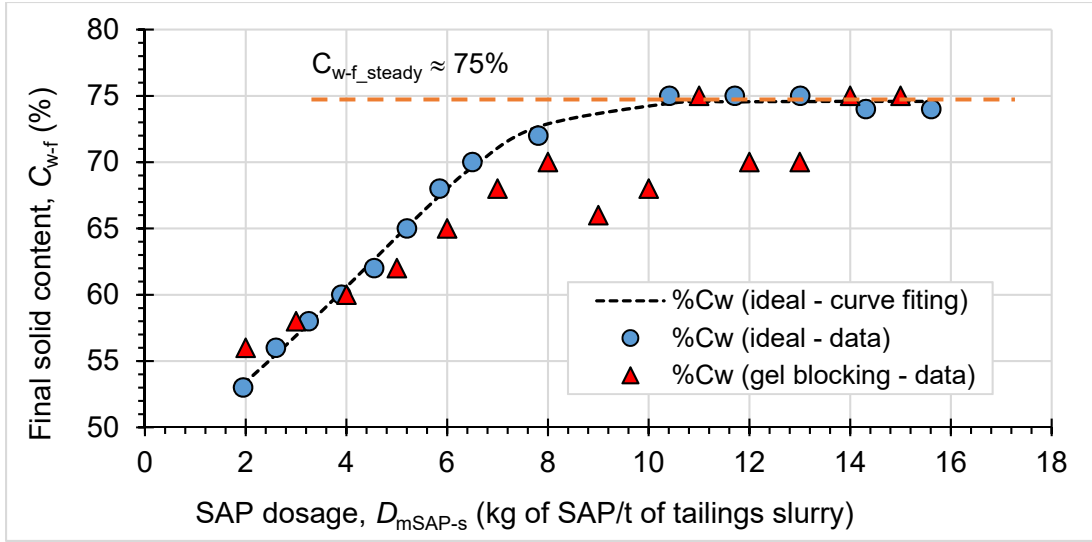 80
75
70
65
60
55
50
Final solid content, C_w-f (%)
C_w-f_steady ≈ 75%
%Cw (ideal - curve fitting)
%Cw (ideal - data)
%Cw (gel blocking - data)
0 2 4 6 8 10 12 14 16 18
SAP dosage, D_mSAP-s (kg of SAP/t of tailings slurry)